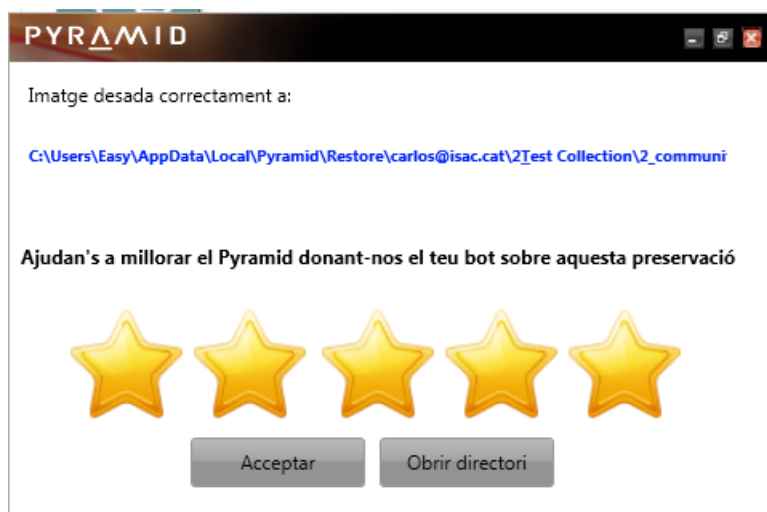 PYRAMID
Imatge desada correctament a:
C:\Users\Easy\AppData\Local\Pyramid\Restore\carlos@isac.cat\2Test Collection\2_communi
Ajudan's a millorar el Pyramid donant-nos el teu bot sobre aquesta preservació
Acceptar Obrir directori